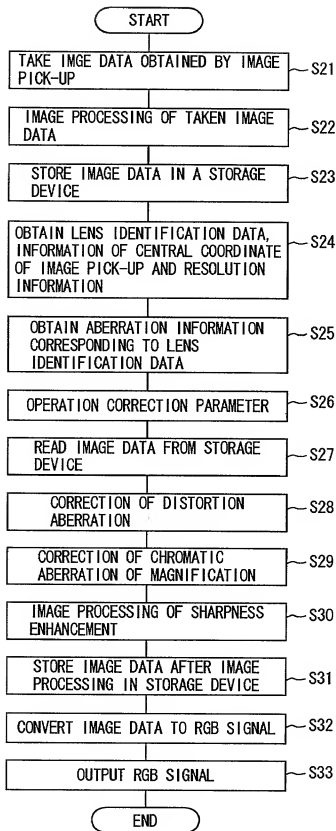 START
TAKE IMGE DATA OBTAINED BY IMAGE
PICK-UP
S21
IMAGE PROCESSING OF TAKEN IMAGE
DATA
S22
STORE IMAGE DATA IN A STORAGE
DEVICE
S23
OBTAIN LENS IDENTIFICATION DATA,
INFORMATION OF CENTRAL COORDINATE
OF IMAGE PICK-UP AND RESOLUTION
INFORMATION
S24
OBTAIN ABERRATION INFORMATION
CORRESPONDING TO LENS
IDENTIFICATION DATA
S25
OPERATION CORRECTION PARAMETER
S26
READ IMAGE DATA FROM STORAGE
DEVICE
S27
CORRECTION OF DISTORTION
ABERRATION
S28
CORRECTION OF CHROMATIC
ABERRATION OF MAGNIFICATION
S29
IMAGE PROCESSING OF SHARPNESS
ENHANCEMENT
S30
STORE IMAGE DATA AFTER IMAGE
PROCESSING IN STORAGE DEVICE
S31
CONVERT IMAGE DATA TO RGB SIGNAL
S32
OUTPUT RGB SIGNAL
S33
END